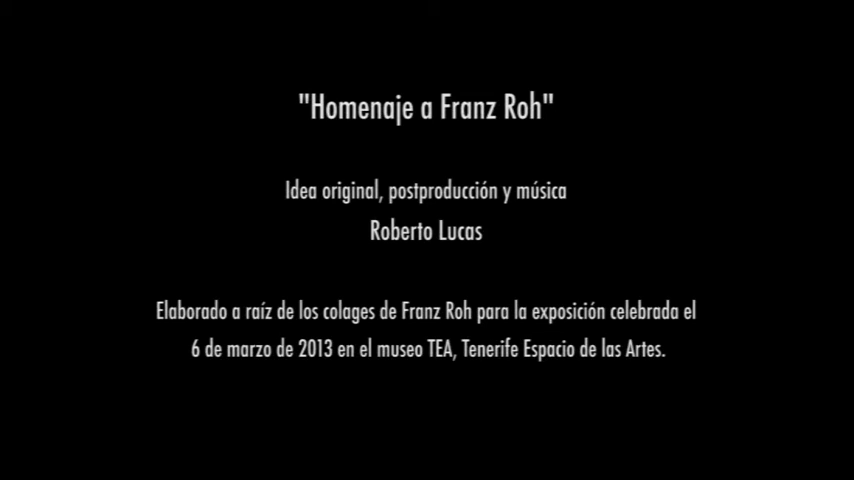 "Homenaje a Franz Roh"
Idea original, postproducción y música
Roberto Lucas
Elaborado a raíz de los colages de Franz Roh para la exposición celebrada el
6 de marzo de 2013 en el museo TEA, Tenerife Espacio de las Artes.